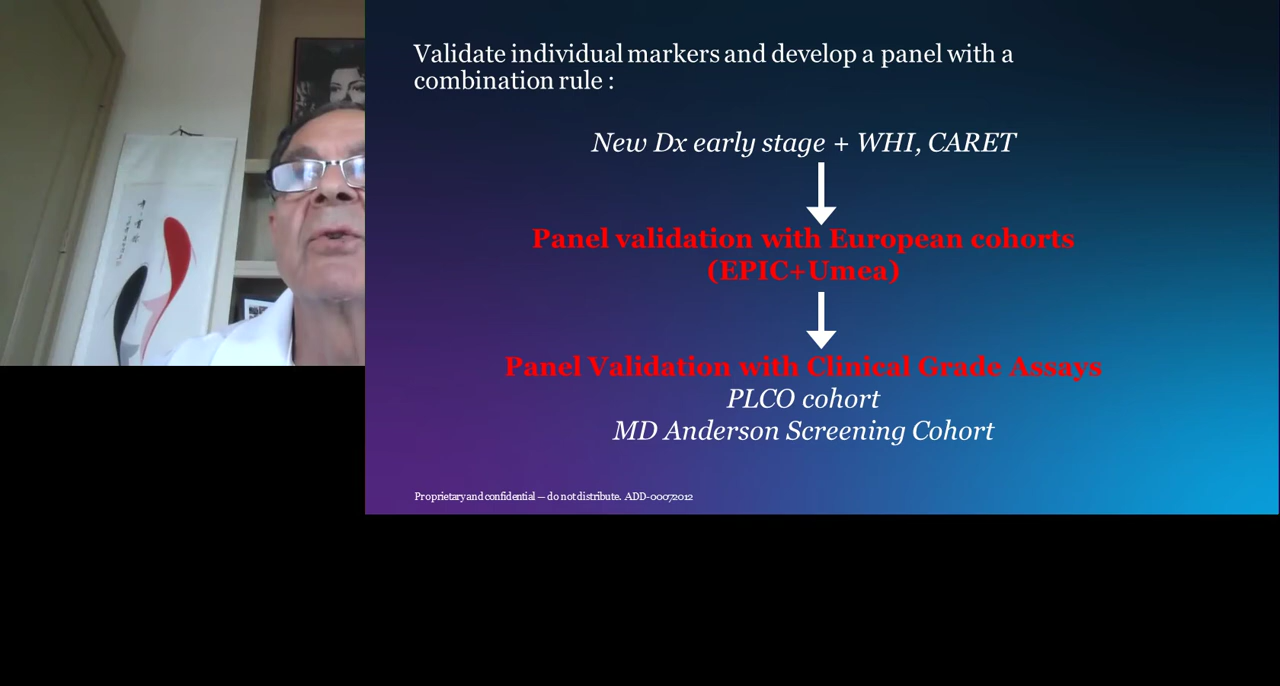 Validate individual markers and develop a panel with a
combination rule :
New Dx early stage + WHI, CARET
Panel validation with European cohorts
(EPIC+Umea)
Panel Validation with Clinical Grade Assays
PLCO cohort
MD Anderson Screening Cohort
Proprietary and confidential — do not distribute. ADD-00072012